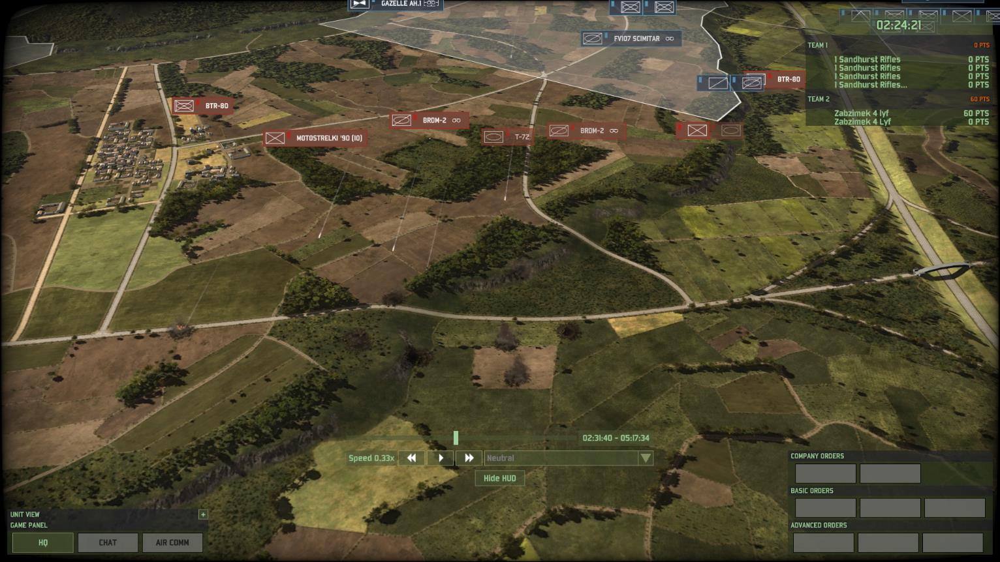 GAZELLE AH.1
02:24:21
FV107 SCIMITAR
TEAM 1 0 PTS
1 Sandhurst Rifles 0 PTS
1 Sandhurst Rifles 0 PTS
1 Sandhurst Rifles 0 PTS
1 Sandhurst Rifles... 0 PTS
TEAM 2 60 PTS
Zabzimek 4 lyf 60 PTS
Zabzimek 4 Lyf 0 PTS
BTR-80
BTR-80
BRDM-2
MOTOSTRELKI '90 (10)
T-72
BRDM-2
02:31:40 - 05:17:34
Speed 0.33x
Neutral
Hide HUD
COMPANY ORDERS
BASIC ORDERS
ADVANCED ORDERS
UNIT VIEW +
GAME PANEL
HQ
CHAT
AIR COMM